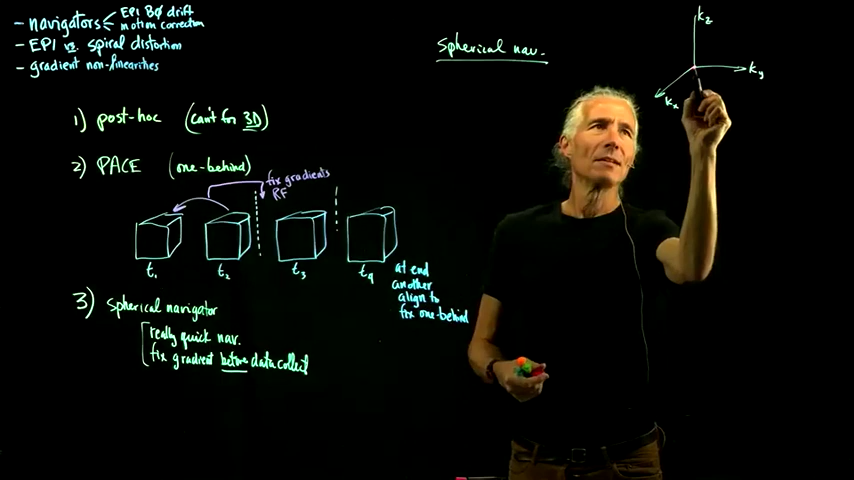 - navigators < EPI BØ drift
motion correction
- EPI vs. spiral distortion
- gradient non-linearities
1) post-hoc (can't for 3D)
2) PACE (one-behind)
fix gradients
RF
t₁ t₂ t₃ t₄
at end
another
align to
fix one-behind
3) spherical navigator
really quick nav.
fix gradient before data collect
Spherical nav.
kz
ky
kx